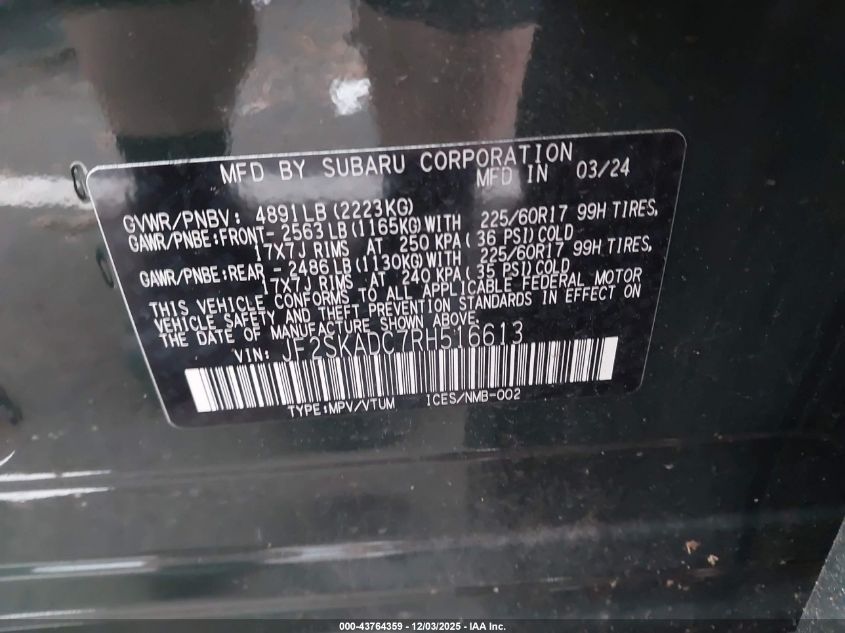 MFD BY SUBARU CORPORATION
MFD IN 03/24
GVWR/PNBV: 4891LB(2223KG)
GAWR/PNBE:FRONT-2563LB(1165KG)WITH 225/60R17 99H TIRES,
17X7J RIMS AT 250 KPA(36 PSI)COLD
GAWR/PNBE:REAR -2486LB(1130KG)WITH 225/60R17 99H TIRES,
17X7J RIMS AT 240 KPA(35 PSI)COLD
THIS VEHICLE CONFORMS TO ALL APPLICABLE FEDERAL MOTOR
VEHICLE SAFETY AND THEFT PREVENTION STANDARDS IN EFFECT ON
THE DATE OF MANUFACTURE SHOWN ABOVE.
VIN: JF2SKADC7RH516613
TYPE:MPV/VTUM ICES/NMB-002
000-43764359 - 12/03/2025 - IAA Inc.